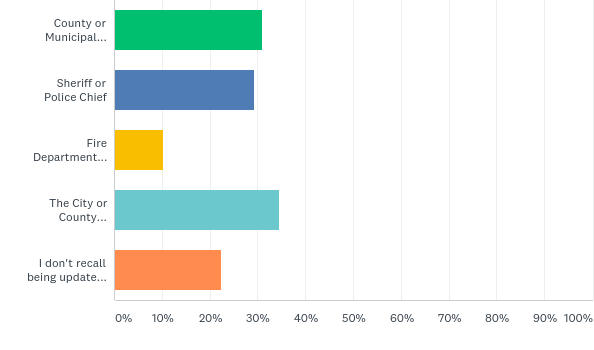 County or
Municipal...
Sheriff or
Police Chief
Fire
Department...
The City or
County...
I don't recall
being update...
0% 10% 20% 30% 40% 50% 60% 70% 80% 90% 100%